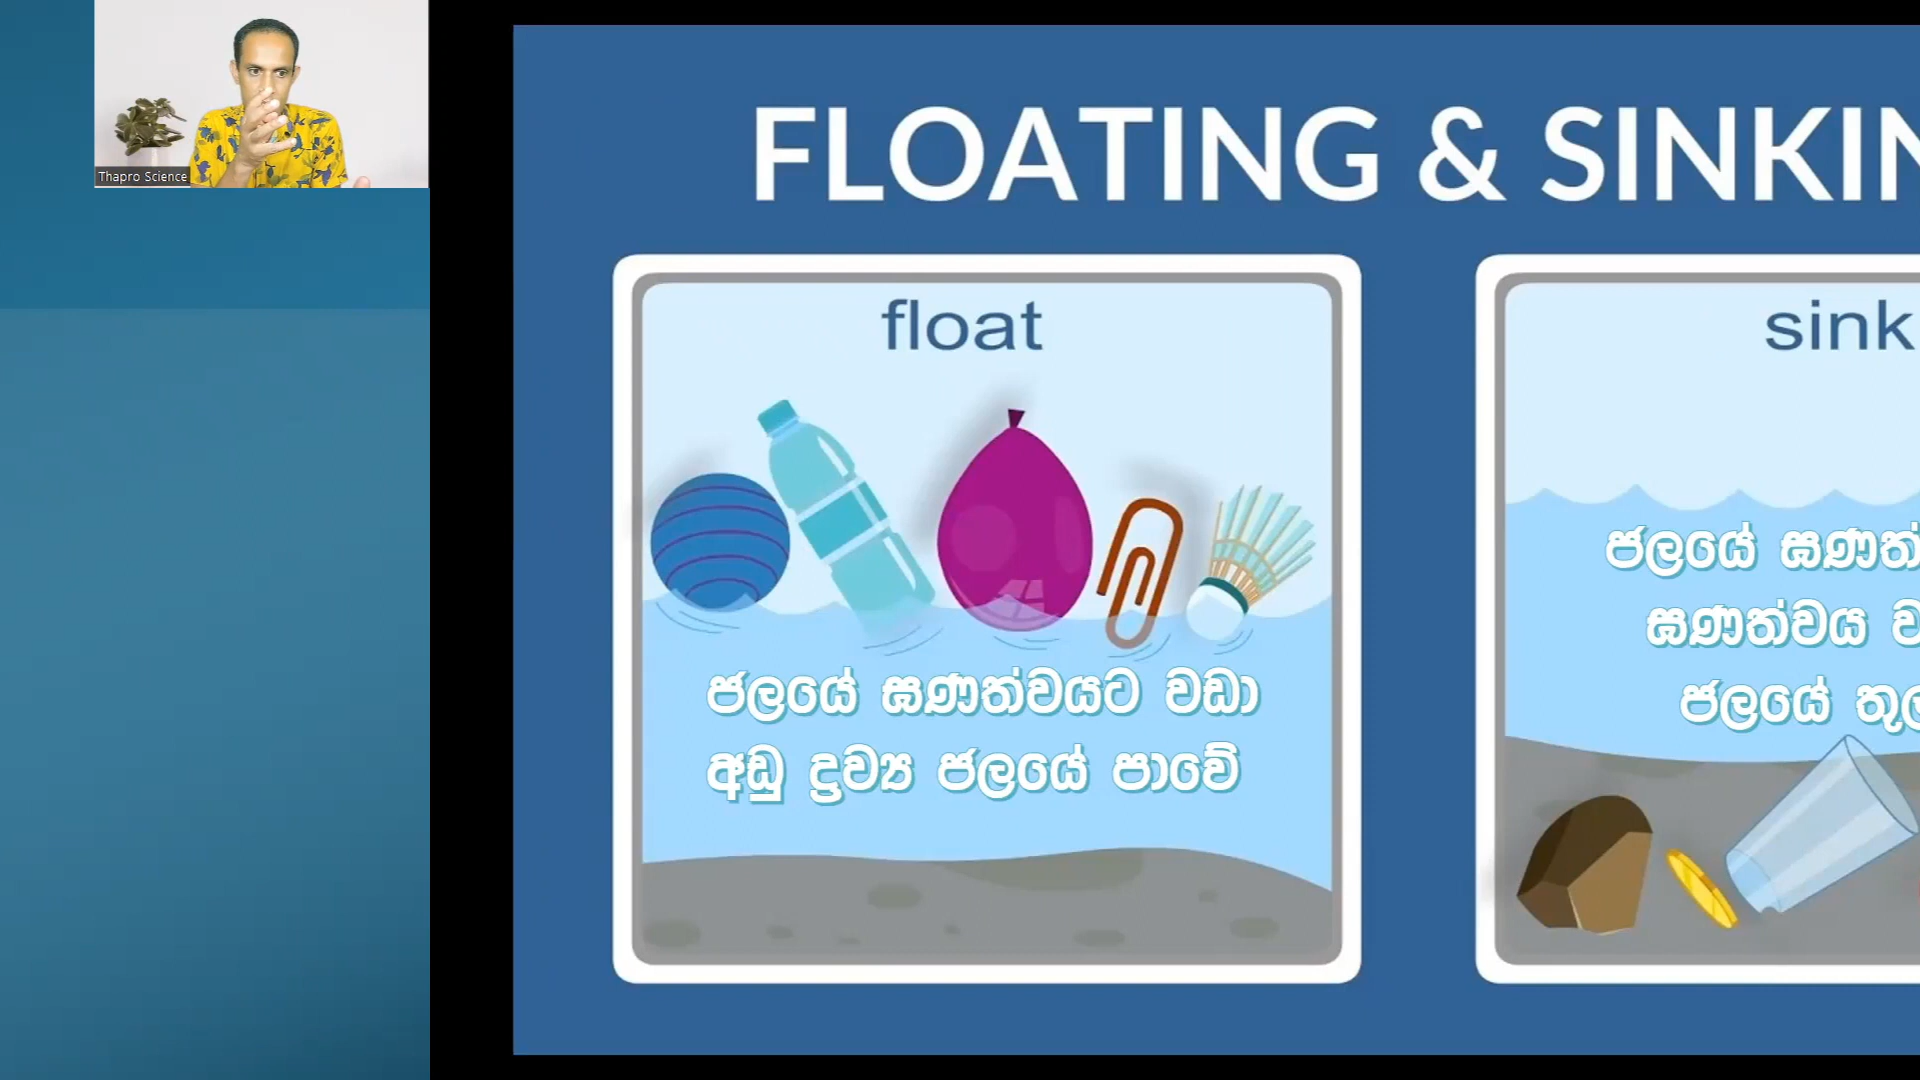 Thapro Science
FLOATING & SINKIN
float
sink
ජලයේ ඝණත්වයට වඩා
අඩු ද්‍රව්‍ය ජලයේ පාවේ
ජලයේ ඝණත්
ඝණත්වය ව
ජලයේ තුල